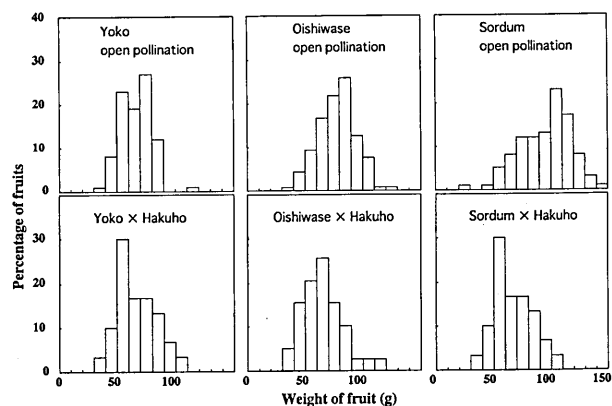 40
30
20
10
0
Yoko
open pollination
Oishiwase
open pollination
Sordum
open pollination
Percentage of fruits
30
20
10
0
Yoko × Hakuho
Oishiwase × Hakuho
Sordum × Hakuho
0 50 100
0 50 100
0 50 100 150
Weight of fruit (g)